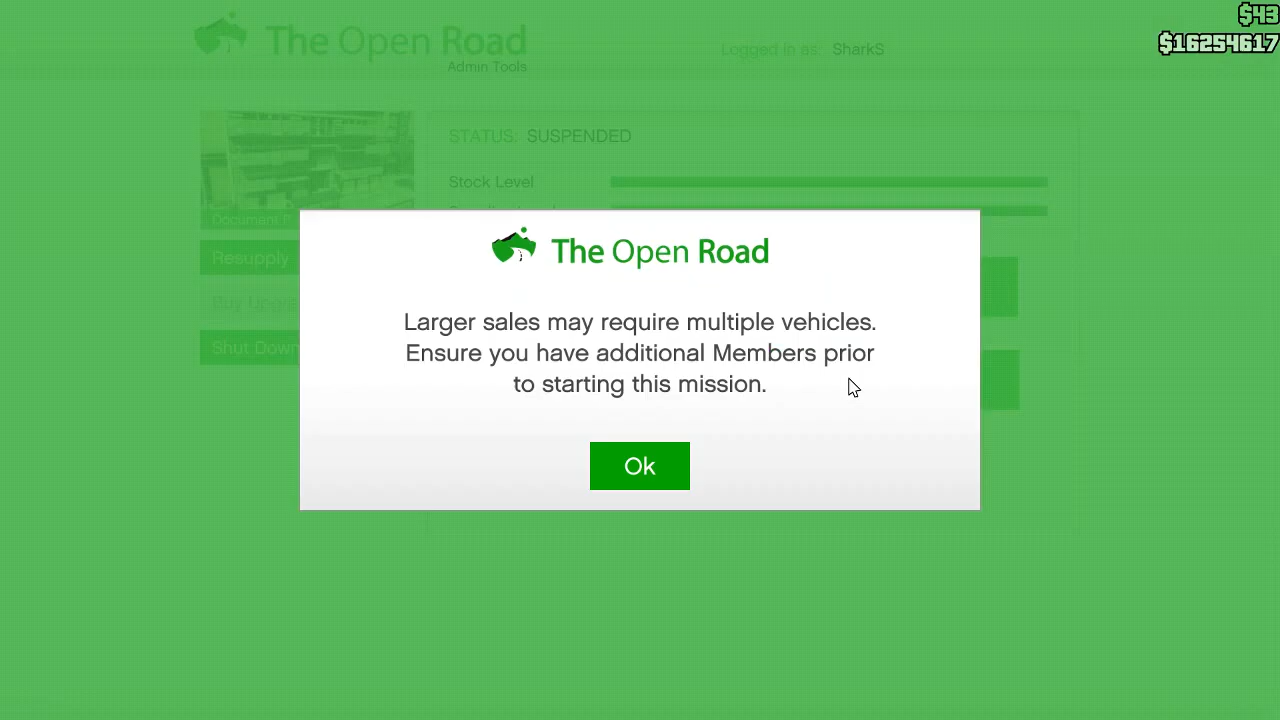 $43
$16254617
The Open Road
Admin Tools
Logged in as: SharkS
STATUS: SUSPENDED
Stock Level
Document
Resupply
Buy
Shut Down
The Open Road
Larger sales may require multiple vehicles.
Ensure you have additional Members prior
to starting this mission.
Ok